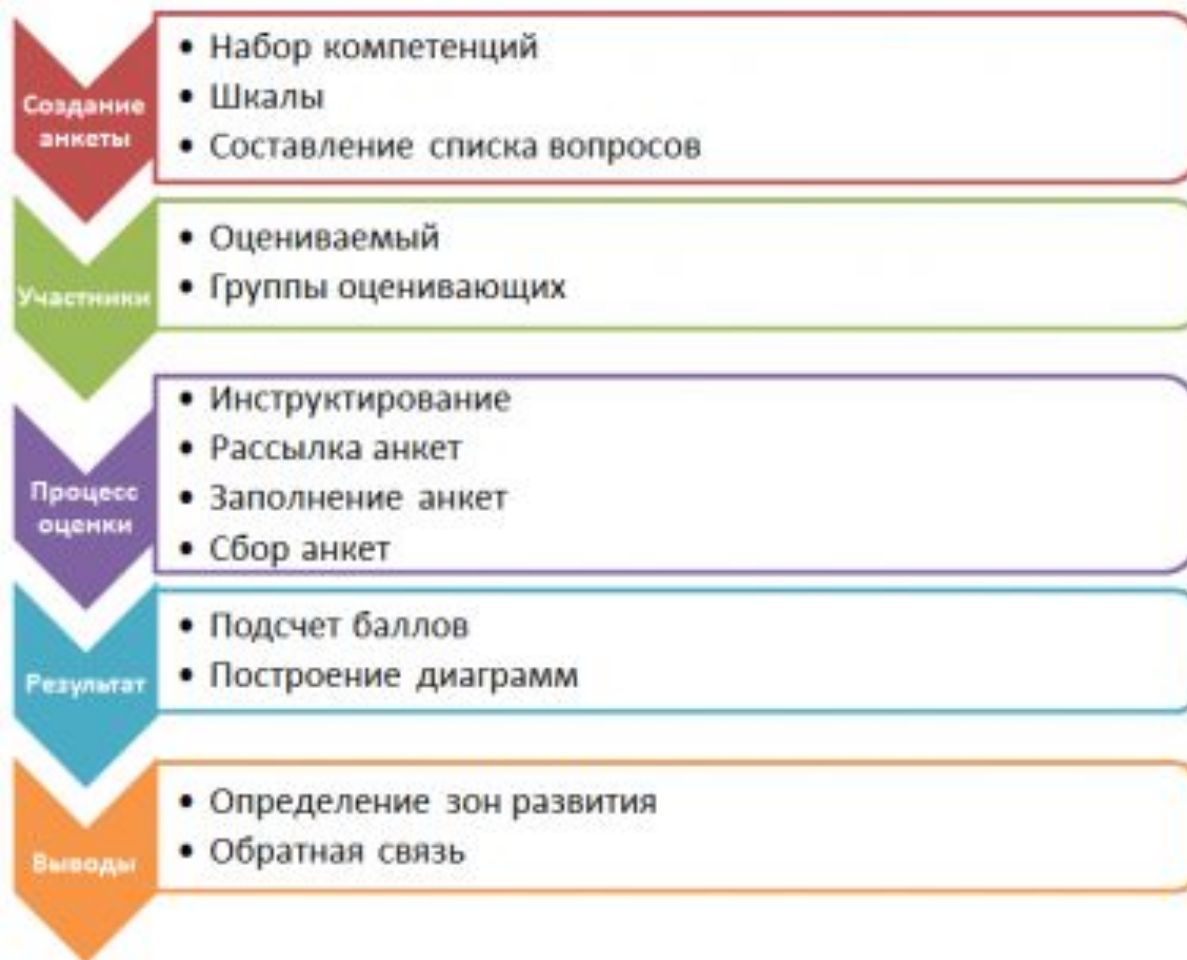 Создание
анкеты
• Набор компетенций
• Шкалы
• Составление списка вопросов
Участники
• Оцениваемый
• Группы оценивающих
Процесс
оценки
• Инструктирование
• Рассылка анкет
• Заполнение анкет
• Сбор анкет
Результат
• Подсчет баллов
• Построение диаграмм
Выводы
• Определение зон развития
• Обратная связь